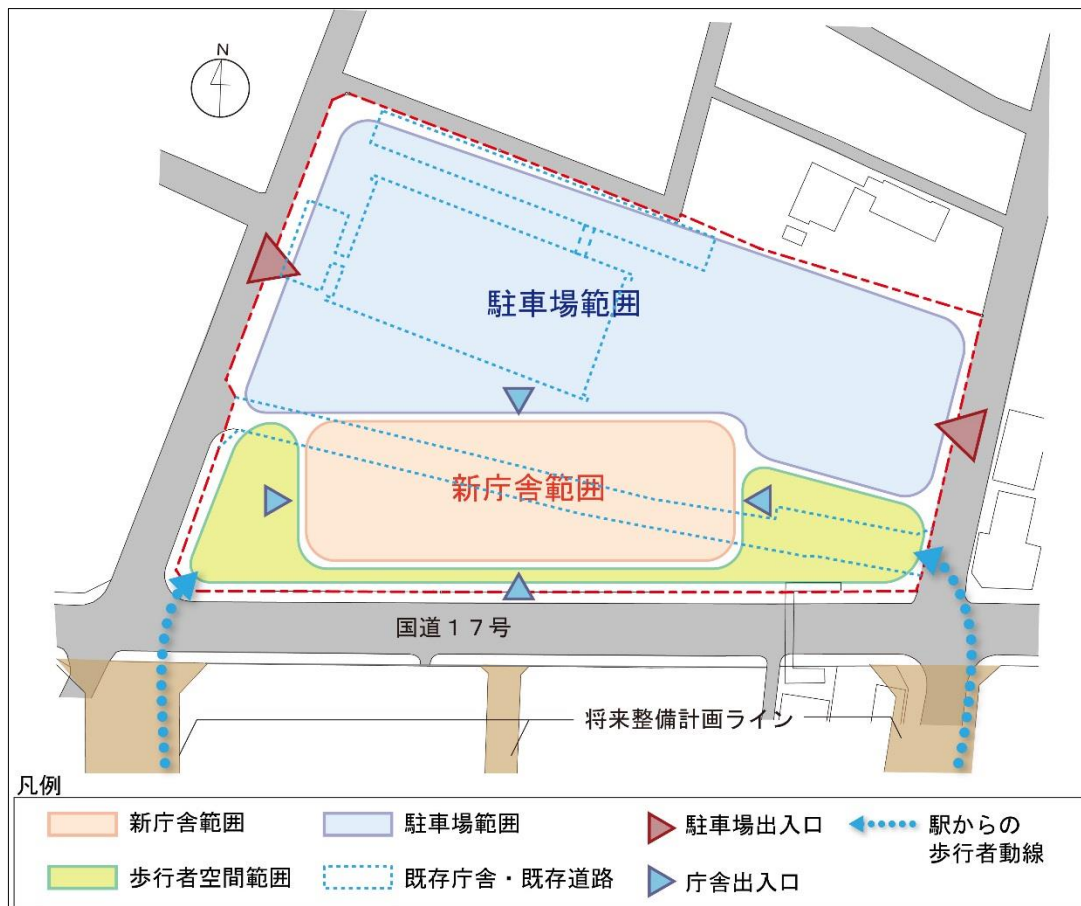 N
駐車場範囲
新庁舎範囲
国道１７号
将来整備計画ライン
凡例
新庁舎範囲
駐車場範囲
駐車場出入口
駅からの
歩行者動線
歩行者空間範囲
既存庁舎・既存道路
庁舎出入口